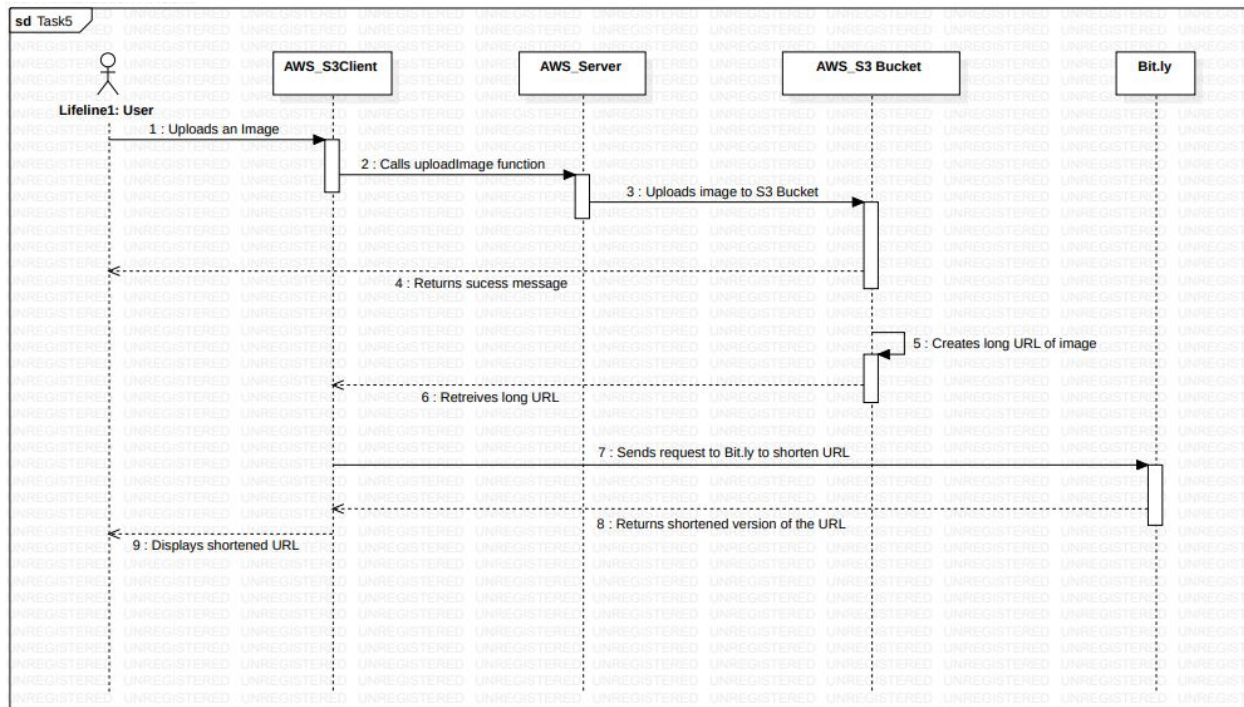 sd Task5
AWS_S3Client
AWS_Server
AWS_S3 Bucket
Bit.ly
Lifeline1: User
1 : Uploads an Image
2 : Calls uploadImage function
3 : Uploads image to S3 Bucket
4 : Returns sucess message
5 : Creates long URL of image
6 : Retreives long URL
7 : Sends request to Bit.ly to shorten URL
8 : Returns shortened version of the URL
9 : Displays shortened URL
UNREGISTERED